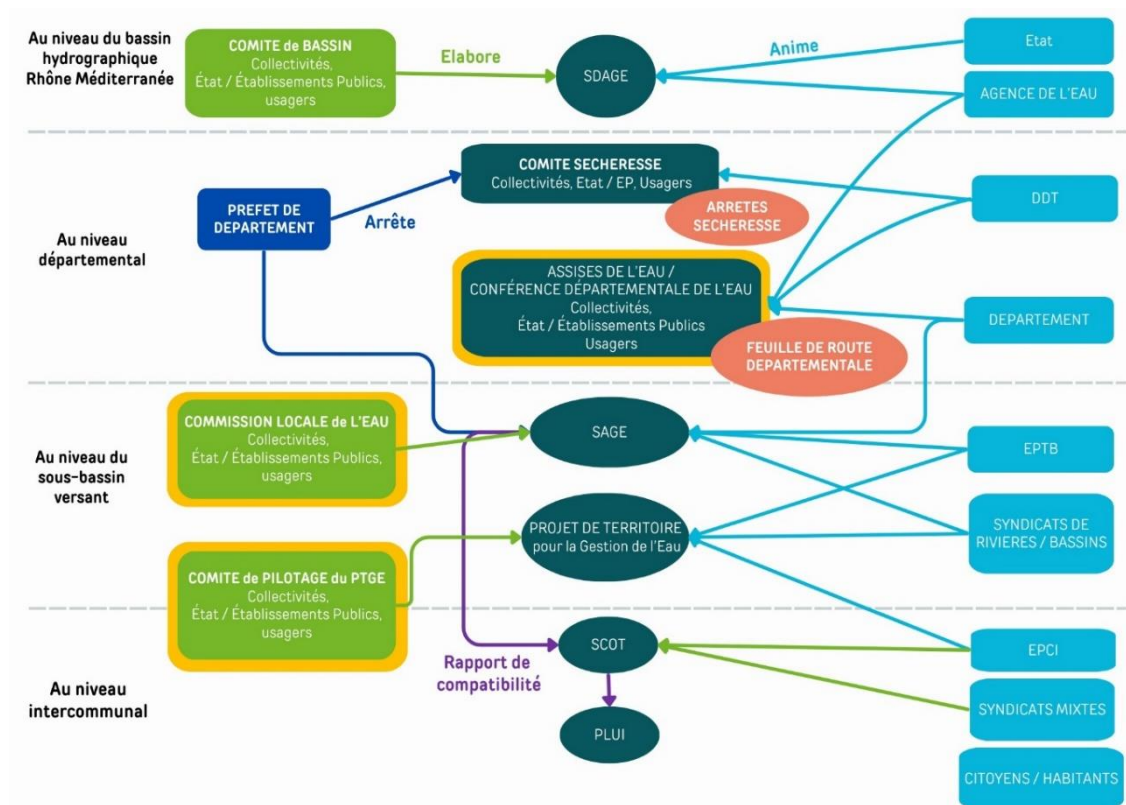 Au niveau du bassin
hydrographique
Rhône Méditerranée
COMITE de BASSIN
Collectivités,
État / Établissements Publics,
usagers
Elabore
SDAGE
Anime
Etat
AGENCE DE L'EAU
Au niveau
départemental
PREFET DE
DEPARTEMENT
Arrête
COMITE SECHERESSE
Collectivités, Etat / EP, Usagers
ARRETES
SECHERESSE
DDT
ASSISES DE L'EAU /
CONFÉRENCE DÉPARTEMENTALE DE L'EAU
Collectivités,
État / Établissements Publics
Usagers
FEUILLE DE ROUTE
DEPARTEMENTALE
DEPARTEMENT
Au niveau du
sous-bassin
versant
COMMISSION LOCALE de L'EAU
Collectivités,
État / Établissements Publics,
usagers
SAGE
EPTB
PROJET DE TERRITOIRE
pour la Gestion de l'Eau
SYNDICATS DE
RIVIERES / BASSINS
COMITE de PILOTAGE du PTGE
Collectivités,
État / Établissements Publics,
usagers
Au niveau
intercommunal
Rapport de
compatibilité
SCOT
EPCI
PLUI
SYNDICATS MIXTES
CITOYENS / HABITANTS